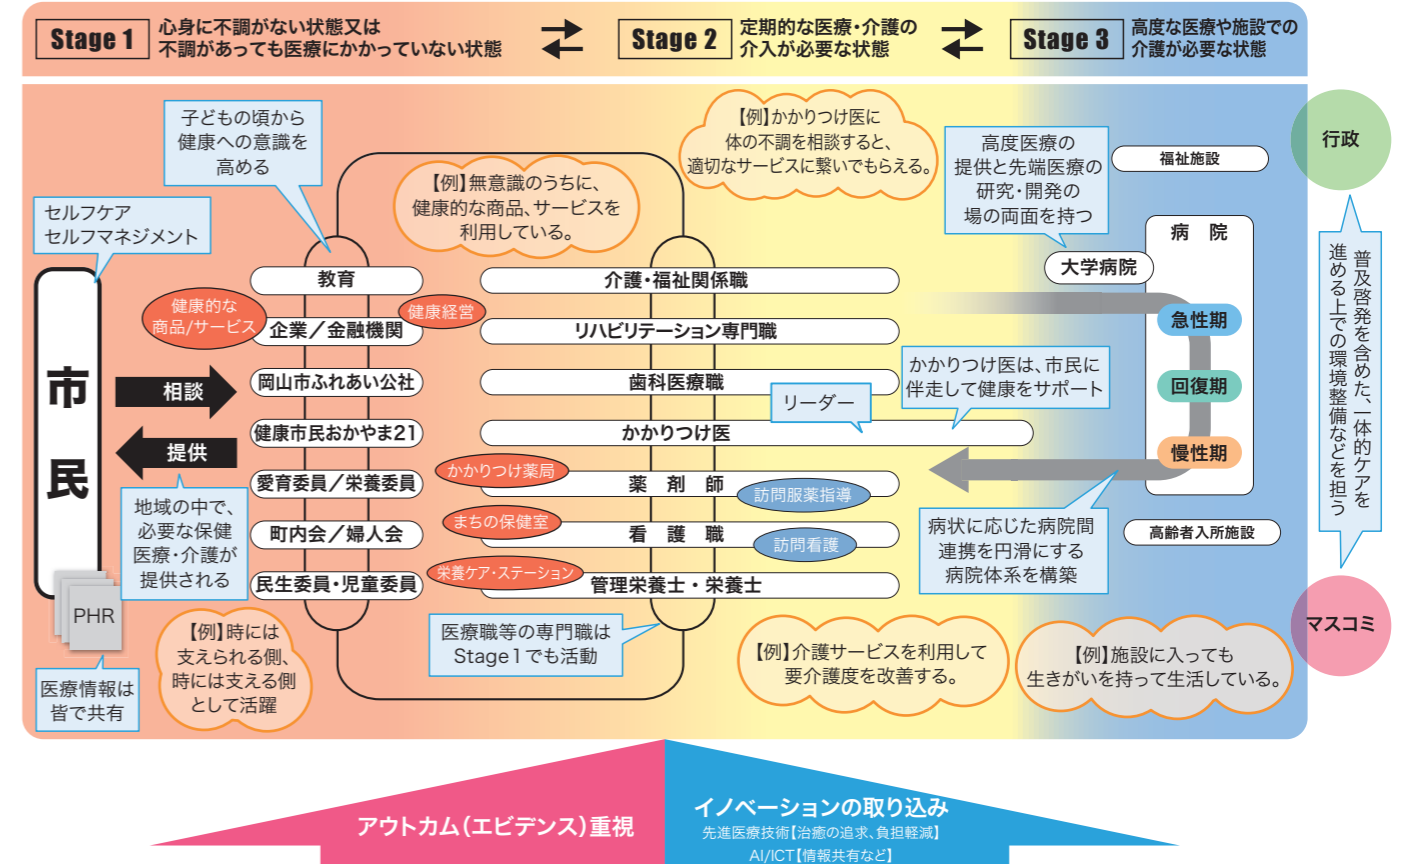 Stage 1
心身に不調がない状態又は
不調があっても医療にかかっていない状態
Stage 2
定期的な医療・介護の
介入が必要な状態
Stage 3
高度な医療や施設での
介護が必要な状態
子どもの頃から
健康への意識を
高める
【例】無意識のうちに、
健康的な商品、サービスを
利用している。
【例】かかりつけ医に
体の不調を相談すると、
適切なサービスに繋いでもらえる。
高度医療の
提供と先端医療の
研究・開発の
場の両面を持つ
福祉施設
行政
セルフケア
セルフマネジメント
市民
相談
提供
地域の中で、
必要な保健
医療・介護が
提供される
PHR
医療情報は
皆で共有
教育
健康的な
商品/サービス
企業／金融機関
健康経営
岡山市ふれあい公社
健康市民おかやま21
愛育委員／栄養委員
町内会／婦人会
民生委員・児童委員
介護・福祉関係職
リハビリテーション専門職
歯科医療職
リーダー
かかりつけ医
かかりつけ医は、市民に
伴走して健康をサポート
かかりつけ薬局
薬剤師
訪問服薬指導
まちの保健室
看護職
訪問看護
栄養ケア・ステーション
管理栄養士・栄養士
大学病院
病院
急性期
回復期
慢性期
病状に応じた病院間
連携を円滑にする
病院体系を構築
高齢者入所施設
普及啓発を含めた、一体的ケアを
進める上での環境整備などを担う
マスコミ
【例】時には
支えられる側、
時には支える側
として活躍
医療職等の専門職は
Stage1でも活動
【例】介護サービスを利用して
要介護度を改善する。
【例】施設に入っても
生きがいを持って生活している。
アウトカム（エビデンス）重視
イノベーションの取り込み
先進医療技術【治癒の追求、負担軽減】
AI/ICT【情報共有など】